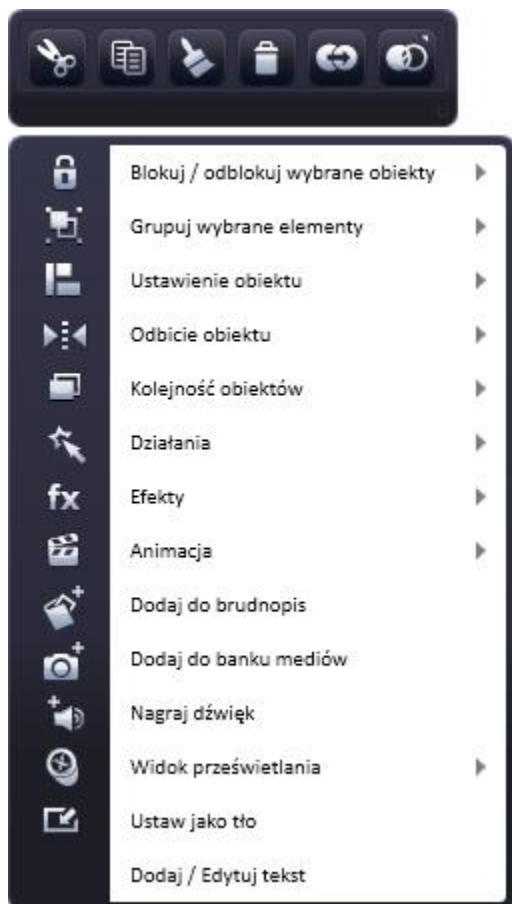 Blokuj / odblokuj wybrane obiekty
Grupuj wybrane elementy
Ustawienie obiektu
Odbicie obiektu
Kolejność obiektów
Działania
fx Efekty
Animacja
Dodaj do brudnopis
Dodaj do banku mediów
Nagraj dźwięk
Widok prześwietlania
Ustaw jako tło
Dodaj / Edytuj tekst